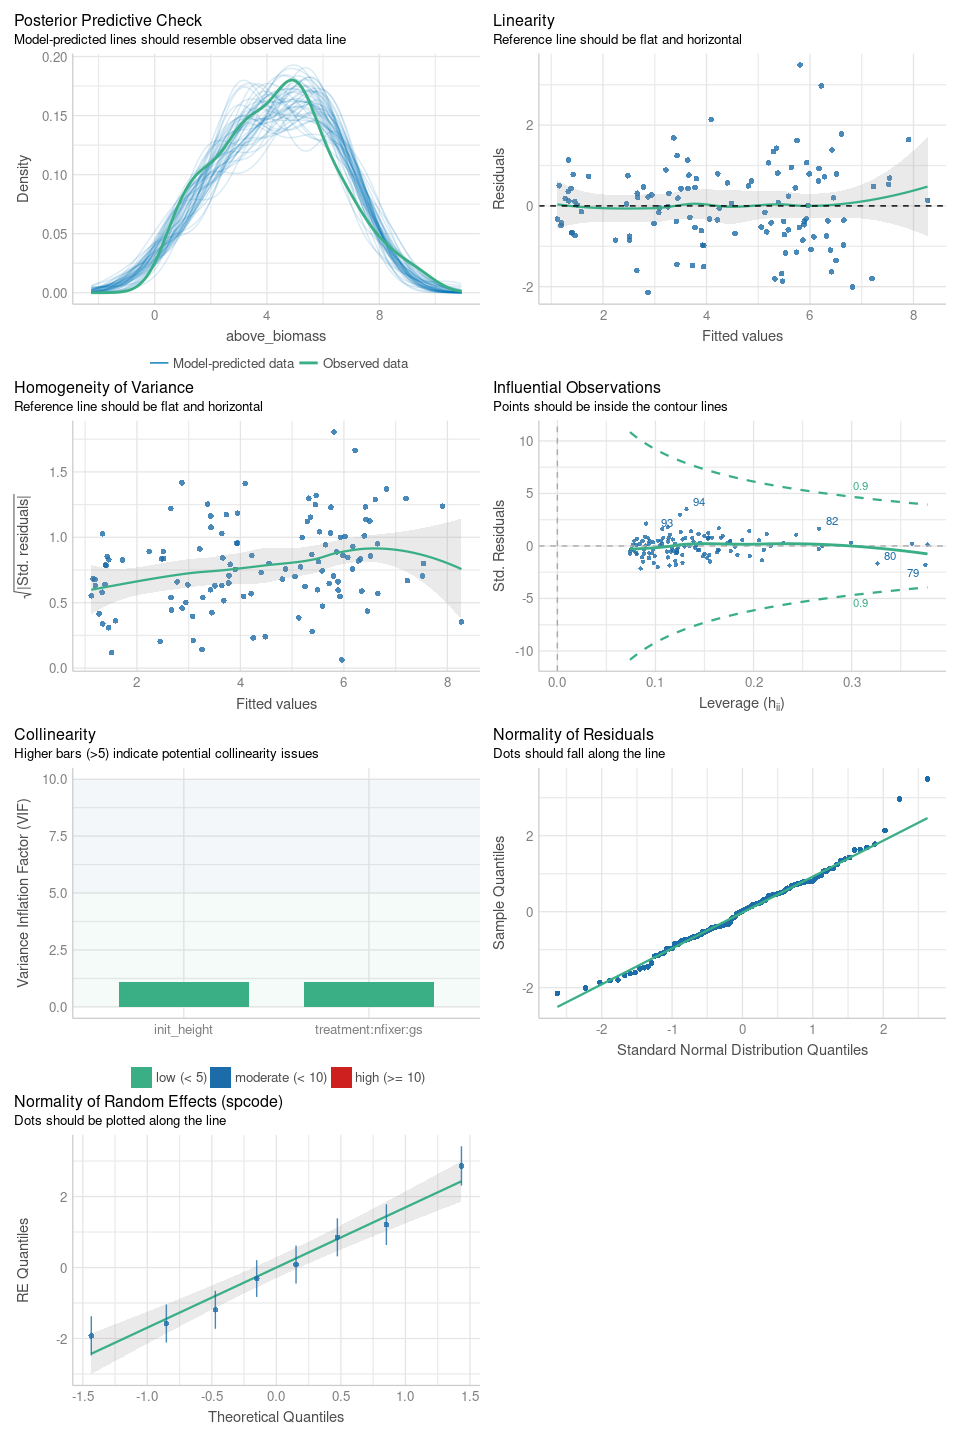 Posterior Predictive Check
Model-predicted lines should resemble observed data line
0.20
0.15
0.10
0.05
0.00
Density
0
4
8
above_biomass
Model-predicted data
Observed data
Linearity
Reference line should be flat and horizontal
2
0
-2
Residuals
2
4
6
8
Fitted values
Homogeneity of Variance
Reference line should be flat and horizontal
1.5
1.0
0.5
0.0
√|Std. residuals|
2
4
6
8
Fitted values
Influential Observations
Points should be inside the contour lines
10
5
0
-5
-10
Std. Residuals
0.9
94
93
82
80
79
0.9
0.0
0.1
0.2
0.3
Leverage (hii)
Collinearity
Higher bars (>5) indicate potential collinearity issues
10.0
7.5
5.0
2.5
0.0
Variance Inflation Factor (VIF)
init_height
treatment:nfixer:gs
low (< 5)
moderate (< 10)
high (>= 10)
Normality of Residuals
Dots should fall along the line
2
0
-2
Sample Quantiles
-2
-1
0
1
2
Standard Normal Distribution Quantiles
Normality of Random Effects (spcode)
Dots should be plotted along the line
2
0
-2
RE Quantiles
-1.5
-1.0
-0.5
0.0
0.5
1.0
1.5
Theoretical Quantiles